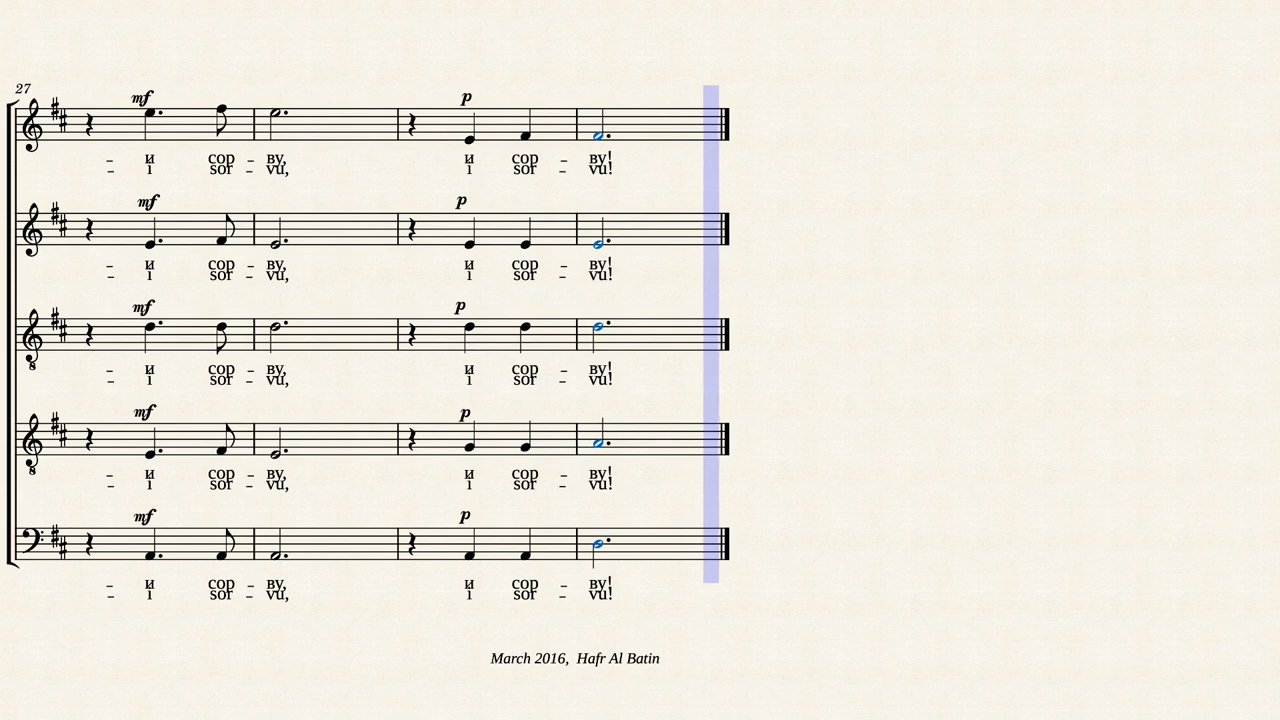 27
mf p
- и сор - ву, и сор - ву!
- i sor - vu, i sor - vu!
mf p
- и сор - ву, и сор - ву!
- i sor - vu, i sor - vu!
mf p
- и сор - ву, и сор - ву!
- i sor - vu, i sor - vu!
mf p
- и сор - ву, и сор - ву!
- i sor - vu, i sor - vu!
mf p
- и сор - ву, и сор - ву!
- i sor - vu, i sor - vu!
March 2016, Hafr Al Batin